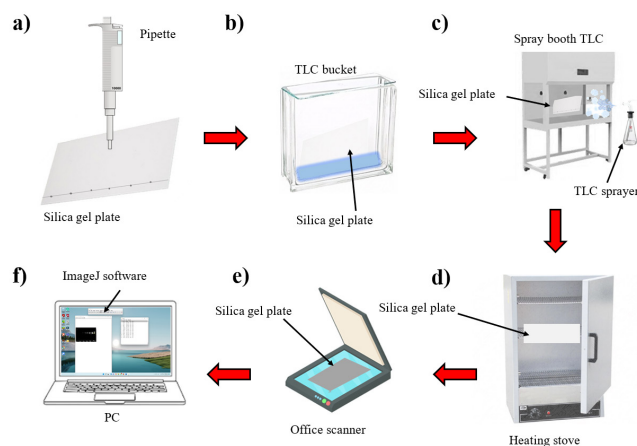 a)
Pipette
Silica gel plate
b)
TLC bucket
Silica gel plate
c)
Spray booth TLC
Silica gel plate
TLC sprayer
d)
Silica gel plate
Heating stove
e)
Silica gel plate
Office scanner
f)
ImageJ software
PC